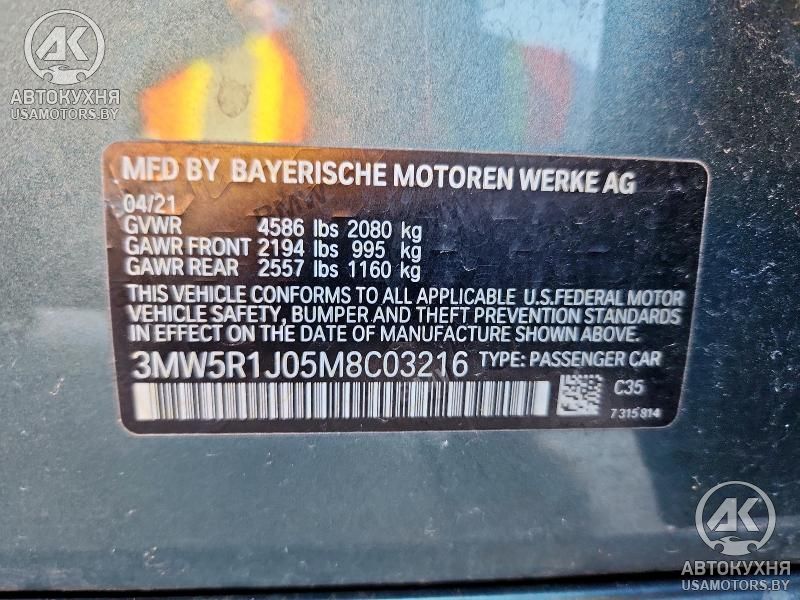 AK
АВТОКУХНЯ
USAMOTORS.BY
MFD BY BAYERISCHE MOTOREN WERKE AG
04/21
GVWR 4586 lbs 2080 kg
GAWR FRONT 2194 lbs 995 kg
GAWR REAR 2557 lbs 1160 kg
THIS VEHICLE CONFORMS TO ALL APPLICABLE U.S.FEDERAL MOTOR
VEHICLE SAFETY, BUMPER AND THEFT PREVENTION STANDARDS
IN EFFECT ON THE DATE OF MANUFACTURE SHOWN ABOVE.
3MW5R1J05M8C03216 TYPE: PASSENGER CAR
C35
7 315 814
AK
АВТОКУХНЯ
USAMOTORS.BY